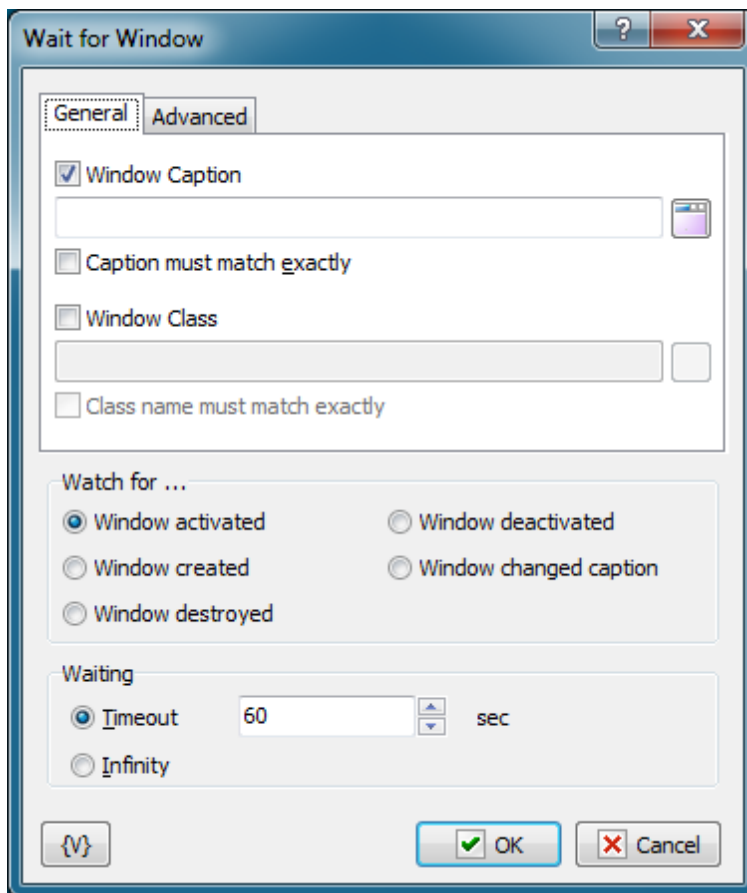 Wait for Window
?
General Advanced
Window Caption
Caption must match exactly
Window Class
Class name must match exactly
Watch for ...
Window activated Window deactivated
Window created Window changed caption
Window destroyed
Waiting
Timeout 60 sec
Infinity
{V} OK Cancel